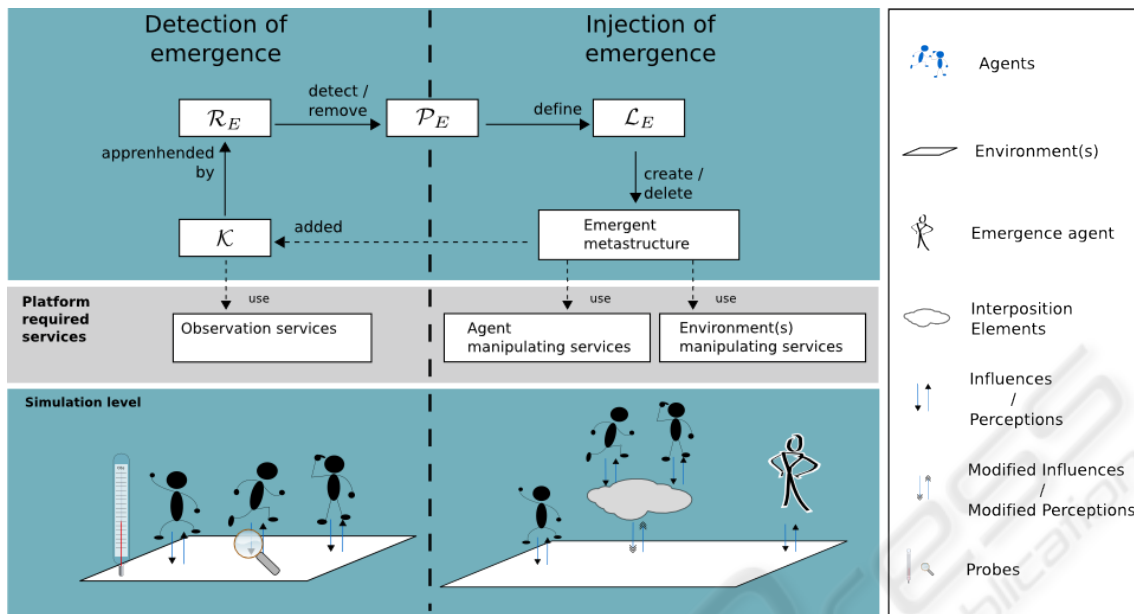 Detection of
emergence
Injection of
emergence
R_E
detect /
remove
P_E
define
L_E
apprenhended
by
create /
delete
K
added
Emergent
metastructure
use
use
use
Platform
required
services
Observation services
Agent
manipulating services
Environment(s)
manipulating services
Simulation level
Agents
Environment(s)
Emergence agent
Interposition
Elements
Influences
/
Perceptions
Modified Influences
/
Modified Perceptions
Probes